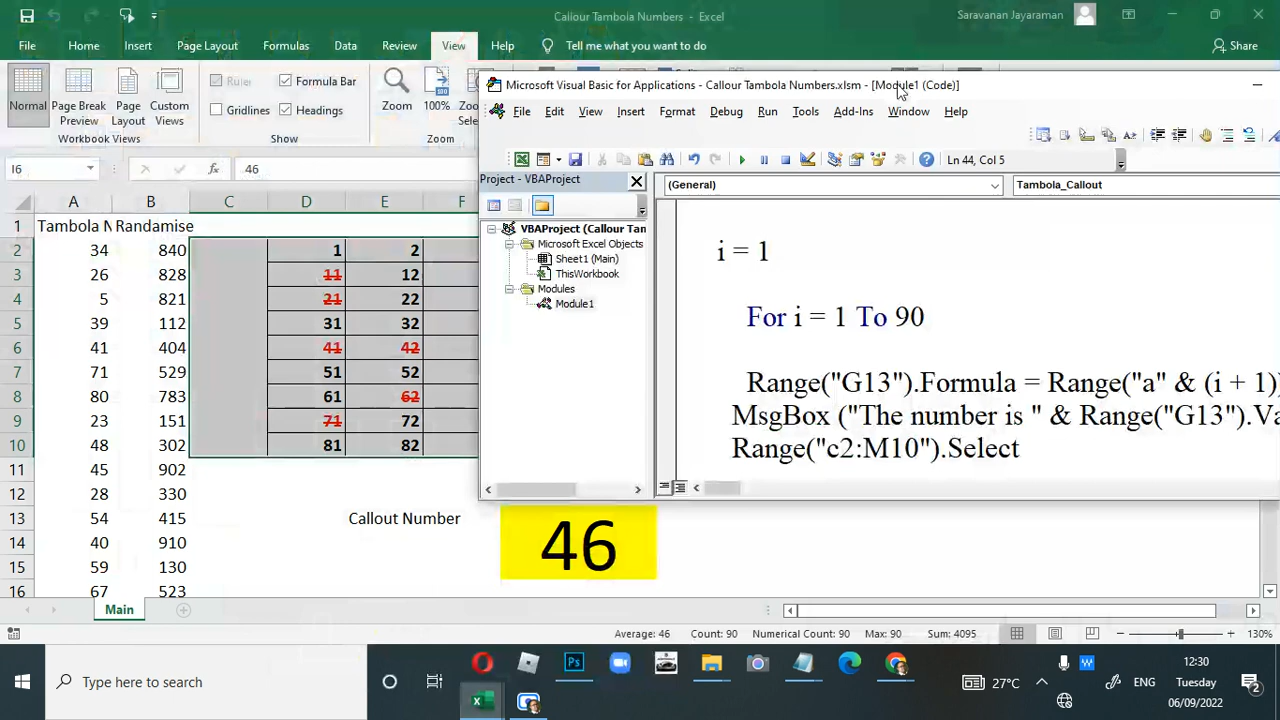 Callour Tambola Numbers - Excel
Saravanan Jayaraman
File Home Insert Page Layout Formulas Data Review View Help Tell me what you want to do Share
Normal
Page Break Preview
Page Layout
Custom Views
Workbook Views
Ruler
Formula Bar
Gridlines
Headings
Show
Zoom
100%
Zoom
Microsoft Visual Basic for Applications - Callour Tambola Numbers.xlsm - [Module1 (Code)]
File Edit View Insert Format Debug Run Tools Add-Ins Window Help
Ln 44, Col 5
I6 46
Project - VBAProject
(General) Tambola_Callout
VBAProject (Callour Tan
Microsoft Excel Objects
Sheet1 (Main)
ThisWorkbook
Modules
Module1
i = 1
For i = 1 To 90
Range("G13").Formula = Range("a" & (i + 1))
MsgBox ("The number is " & Range("G13").Va
Range("c2:M10").Select
A B C D E F
1 Tambola N Randamise
2 34 840 1 2
3 26 828 11 12
4 5 821 21 22
5 39 112 31 32
6 41 404 41 42
7 71 529 51 52
8 80 783 61 62
9 23 151 71 72
10 48 302 81 82
11 45 902
12 28 330
13 54 415 Callout Number 46
14 40 910
15 59 130
16 67 523
Main
Average: 46 Count: 90 Numerical Count: 90 Max: 90 Sum: 4095 130%
Type here to search
27°C
ENG
12:30
Tuesday
06/09/2022
2